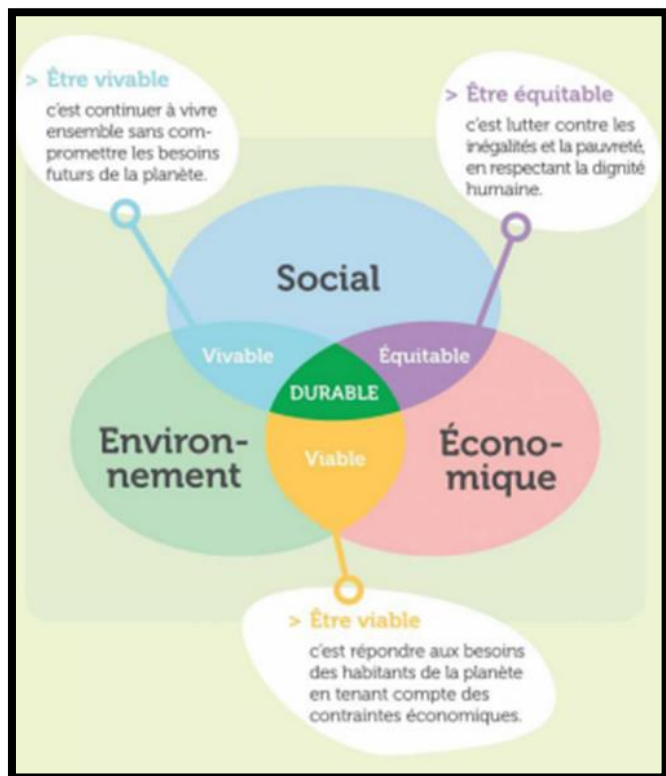 > Être vivable
c'est continuer à vivre
ensemble sans com-
promettre les besoins
futurs de la planète.
> Être équitable
c'est lutter contre les
inégalités et la pauvreté,
en respectant la dignité
humaine.
Social
Vivable
Équitable
DURABLE
Environ-
nement
Viable
Écono-
mique
> Être viable
c'est répondre aux besoins
des habitants de la planète
en tenant compte des
contraintes économiques.